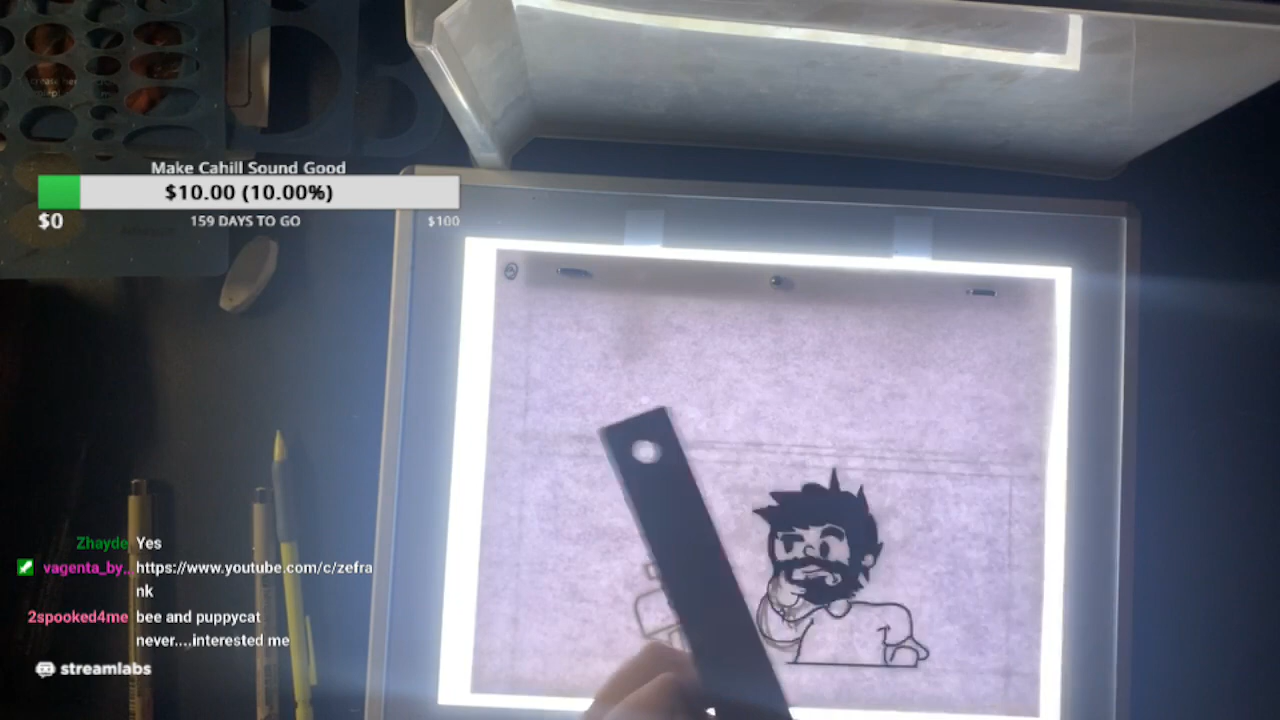 Make Cahill Sound Good
$10.00 (10.00%)
$0 159 DAYS TO GO $100
Zhayde Yes
vagenta_by.. https://www.youtube.com/c/zefra
nk
2spooked4me bee and puppycat
never....interested me
streamlabs